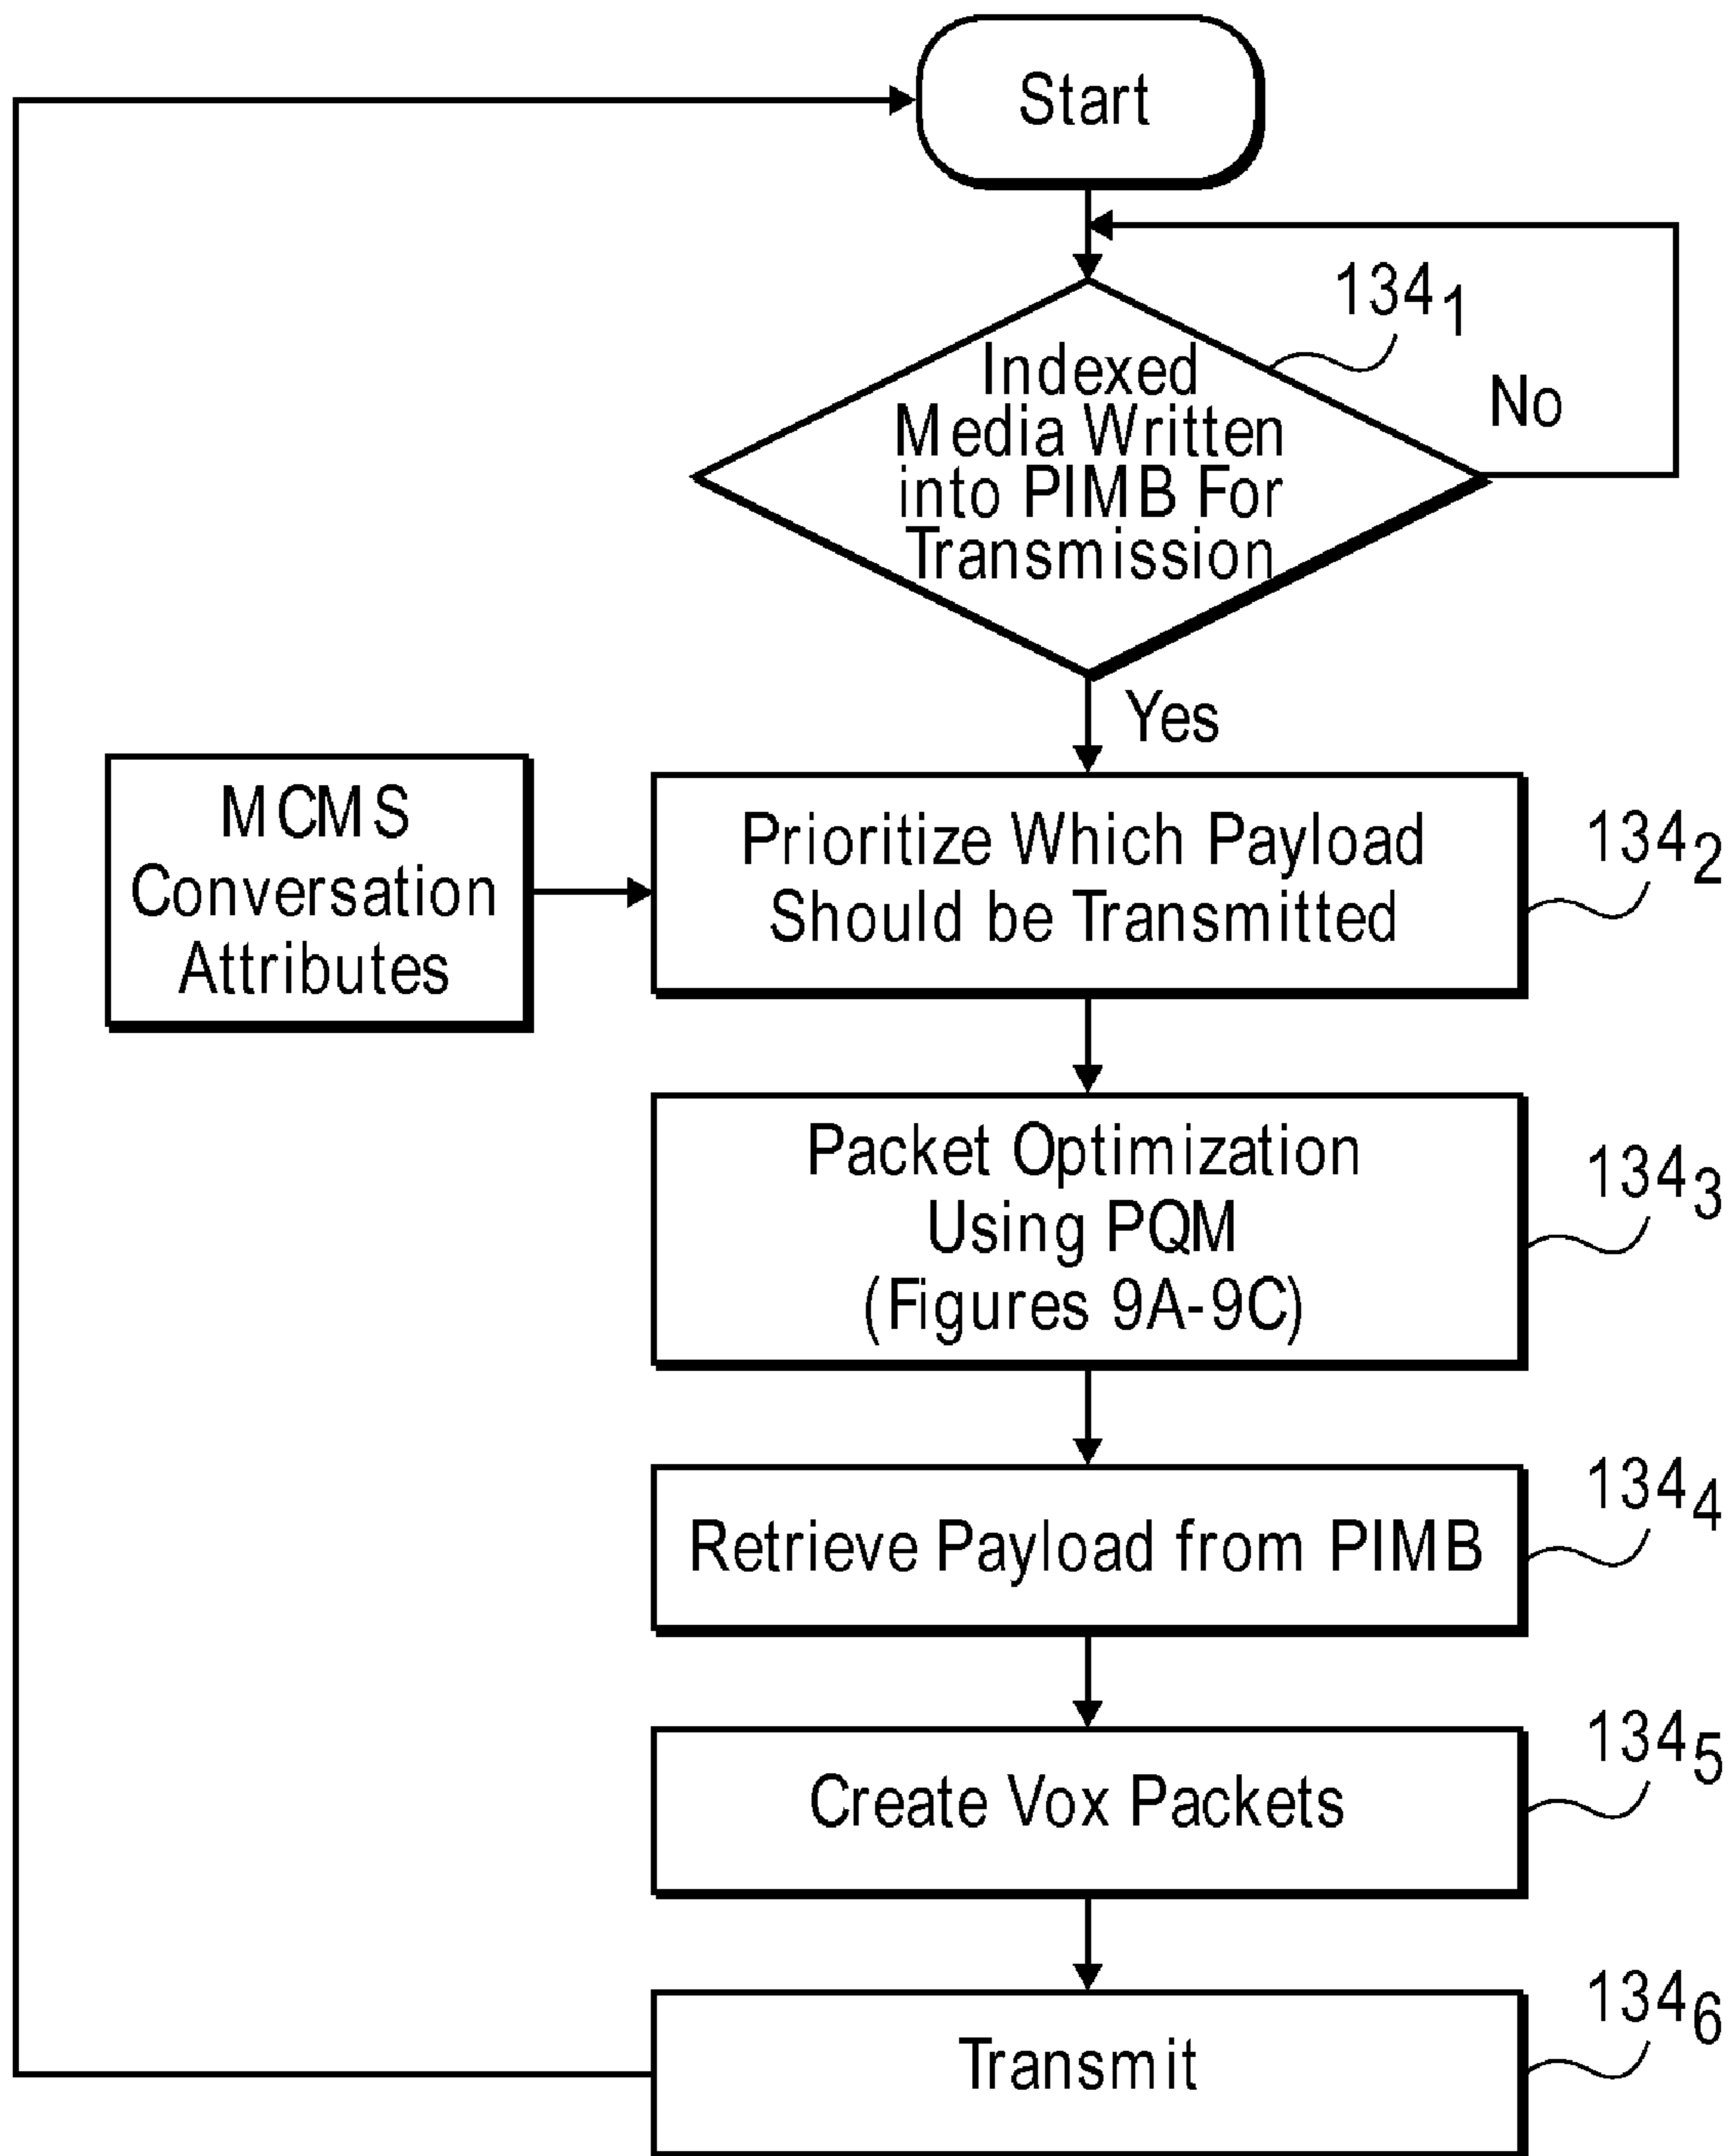 Start
134₁
Indexed
Media Written
into PIMB For
Transmission
No
Yes
MCMS
Conversation
Attributes
Prioritize Which Payload
Should be Transmitted
134₂
Packet Optimization
Using PQM
(Figures 9A-9C)
134₃
Retrieve Payload from PIMB
134₄
Create Vox Packets
134₅
Transmit
134₆